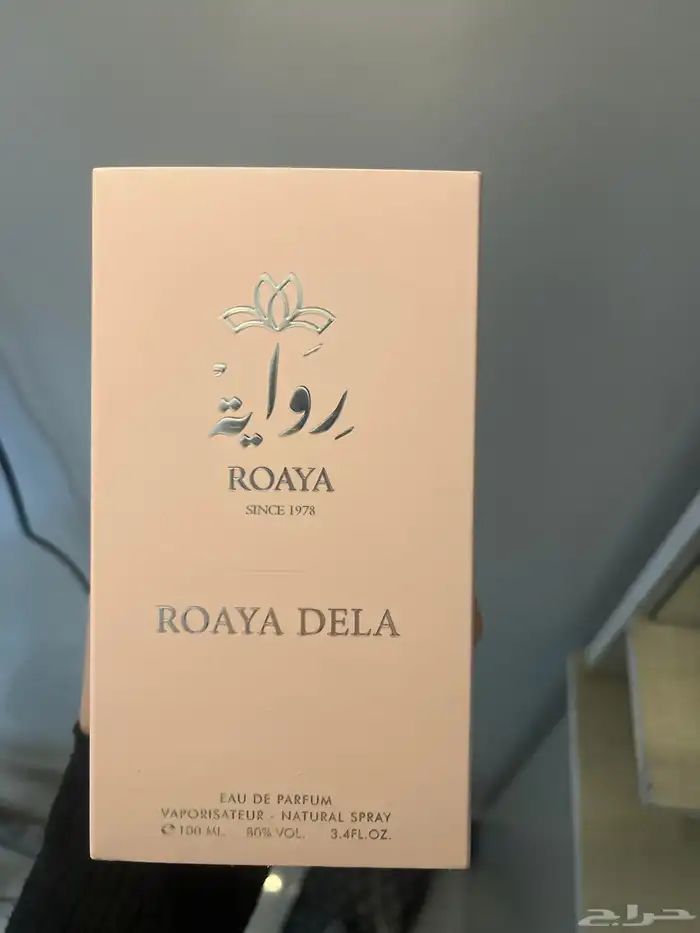 رِوَايةْ
ROAYA
SINCE 1978
ROAYA DELA
EAU DE PARFUM
VAPORISATEUR - NATURAL SPRAY
℮ 100 ML. 80% VOL. 3.4FL.OZ.
حراج